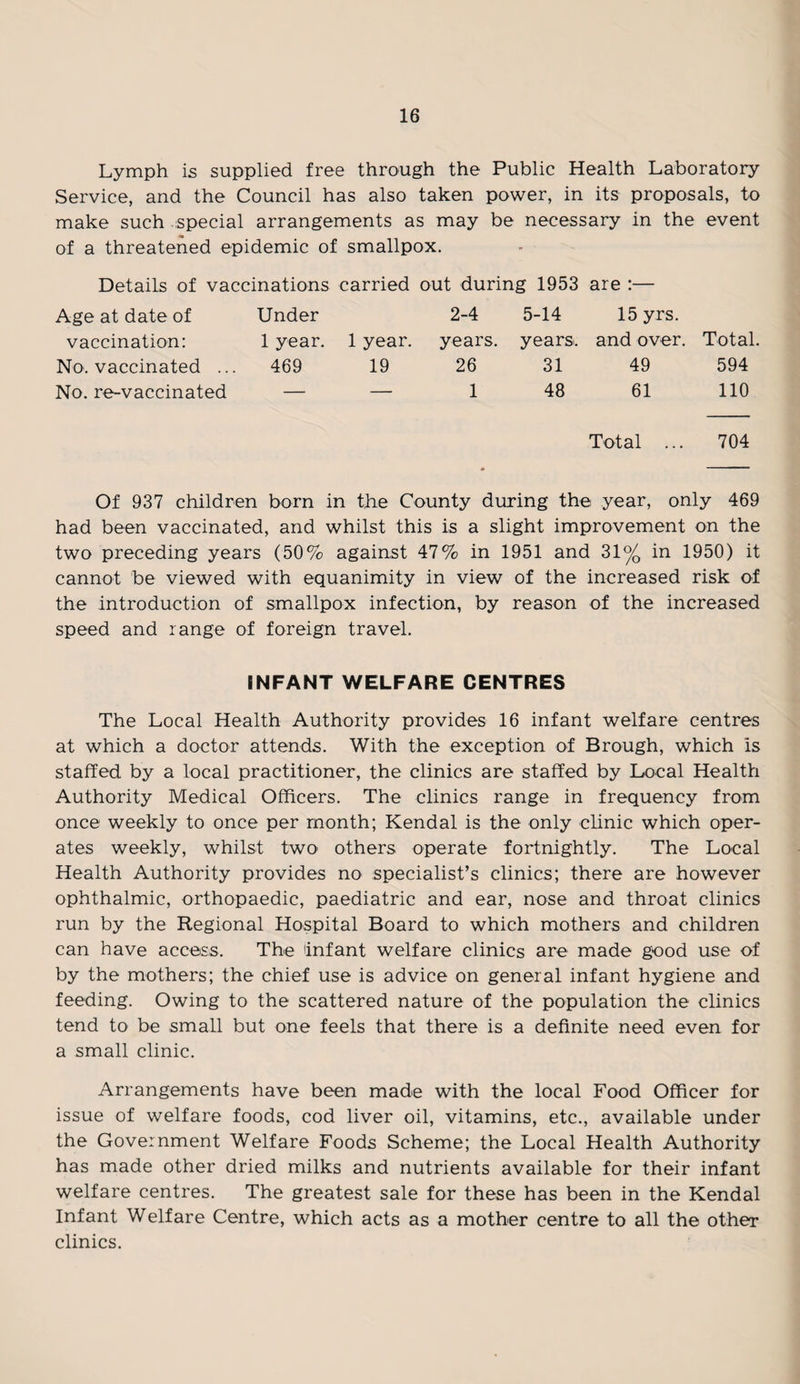 16
Lymph is supplied free through the Public Health Laboratory
Service, and the Council has also taken power, in its proposals, to
make such special arrangements as may be necessary in the event
of a threatened epidemic of smallpox.
Details of vaccinations carried out during 1953 are :—
Age at date of Under 2-4 5-14 15 yrs.
vaccination: 1 year. 1 year. years. years. and over. Total.
No. vaccinated ... 469 19 26 31 49 594
No. re-vaccinated — — 1 48 61 110
Total ... 704
Of 937 children born in the County during the year, only 469
had been vaccinated, and whilst this is a slight improvement on the
two preceding years (50% against 47% in 1951 and 31% in 1950) it
cannot be viewed with equanimity in view of the increased risk of
the introduction of smallpox infection, by reason of the increased
speed and range of foreign travel.
INFANT WELFARE CENTRES
The Local Health Authority provides 16 infant welfare centres
at which a doctor attends. With the exception of Brough, which is
staffed by a local practitioner, the clinics are staffed by Local Health
Authority Medical Officers. The clinics range in frequency from
once weekly to once per month; Kendal is the only clinic which oper-
ates weekly, whilst two others operate fortnightly. The Local
Health Authority provides no specialist's clinics; there are however
ophthalmic, orthopaedic, paediatric and ear, nose and throat clinics
run by the Regional Hospital Board to which mothers and children
can have access. The infant welfare clinics are made good use of
by the mothers; the chief use is advice on general infant hygiene and
feeding. Owing to the scattered nature of the population the clinics
tend to be small but one feels that there is a definite need even for
a small clinic.
Arrangements have been made with the local Food Officer for
issue of welfare foods, cod liver oil, vitamins, etc., available under
the Government Welfare Foods Scheme; the Local Health Authority
has made other dried milks and nutrients available for their infant
welfare centres. The greatest sale for these has been in the Kendal
Infant Welfare Centre, which acts as a mother centre to all the other
clinics.